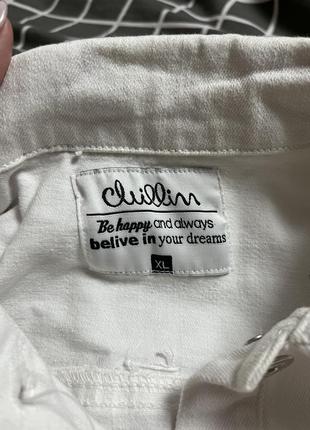 chillin
Be happy and always
belive in your dreams
XL